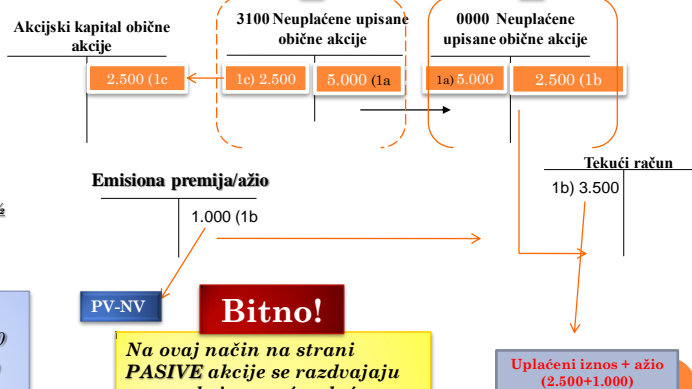 Akcijski kapital obične
akcije
3100 Neuplaćene upisane
obične akcije
0000 Neuplaćene
upisane obične akcije
2.500 (1c
1c) 2.500
5.000 (1a
1a) 5.000
2.500 (1b
Emisiona premija/ažio
1.000 (1b
Tekući račun
1b) 3.500
½
PV-NV
Bitno!
Na ovaj način na strani
PASIVE akcije se razdvajaju
Uplaćeni iznos + ažio
(2.500+1.000)